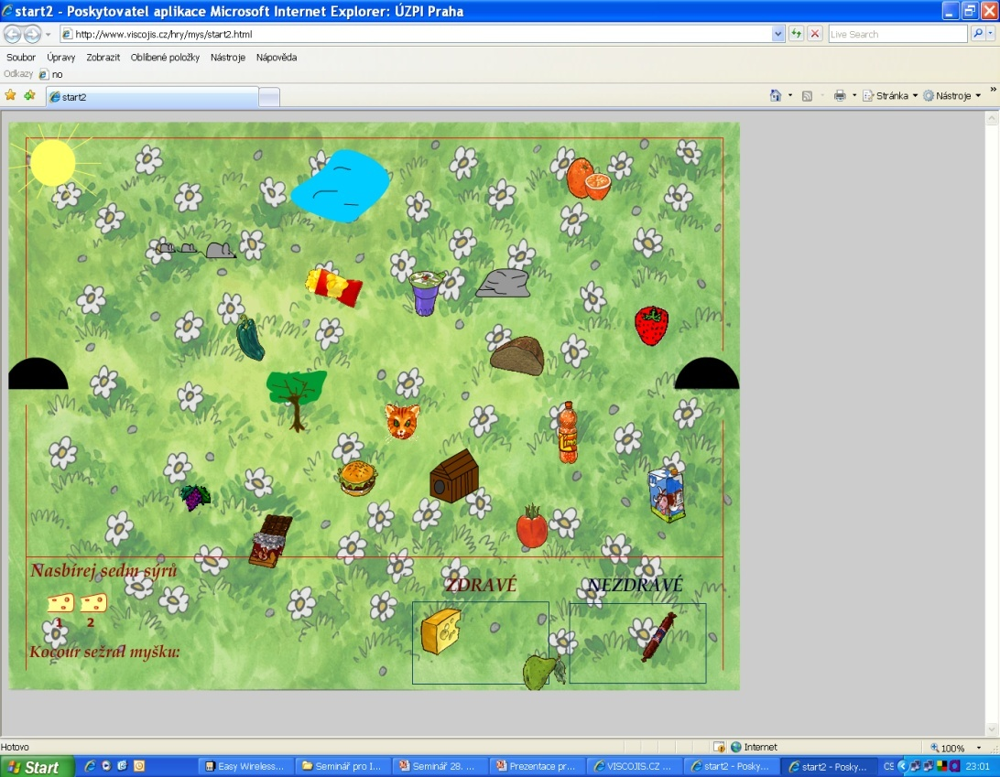 start2 - Poskytovatel aplikace Microsoft Internet Explorer: ÚZPI Praha
http://www.viscojis.cz/hry/mys/start2.html
Live Search
Soubor Úpravy Zobrazit Oblíbené položky Nástroje Nápověda
Odkazy no
start2
Stránka Nástroje
Nasbírej sedm sýrů
1 2
Kocour sežral myšku:
ZDRAVÉ NEZDRAVÉ
Hotovo Internet 100%
Start Easy Wireless... Seminář pro I... Seminář 28. ... Prezentace pr... VISCOJIS.CZ ... start2 - Posky... start2 - Posky... CS 23:01